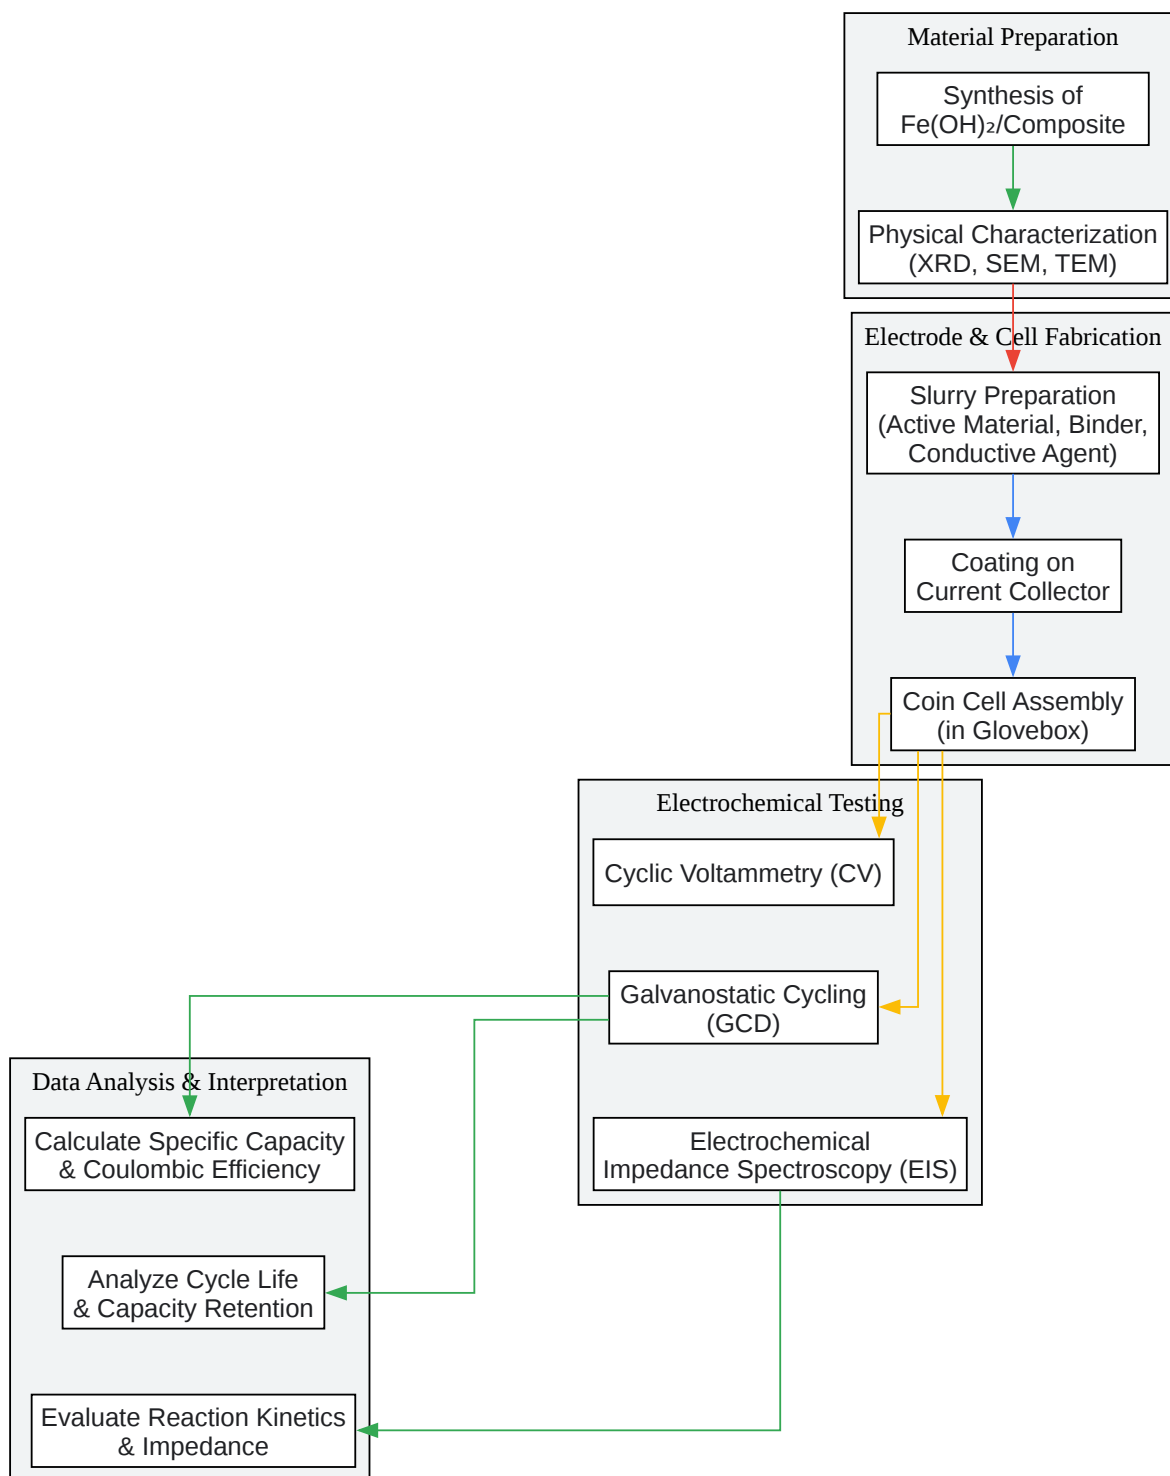 Material Preparation
Synthesis of
Fe(OH)₂/Composite
Physical Characterization
(XRD, SEM, TEM)
Electrode & Cell Fabrication
Slurry Preparation
(Active Material, Binder,
Conductive Agent)
Coating on
Current Collector
Coin Cell Assembly
(in Glovebox)
Electrochemical Testing
Cyclic Voltammetry (CV)
Galvanostatic Cycling
(GCD)
Electrochemical
Impedance Spectroscopy (EIS)
Data Analysis & Interpretation
Calculate Specific Capacity
& Coulombic Efficiency
Analyze Cycle Life
& Capacity Retention
Evaluate Reaction Kinetics
& Impedance